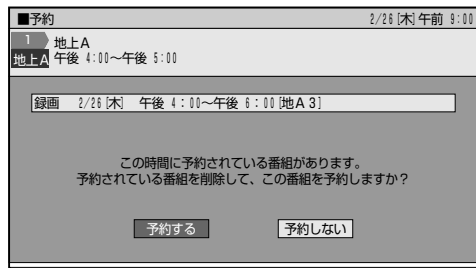 ■予約 2/26[木]午前 9:00
1 地上A
地上A 午後 4:00〜午後 5:00
録画 2/26[木] 午後 4:00〜午後 6:00[地A3]
この時間に予約されている番組があります。
予約されている番組を削除して、この番組を予約しますか？
予約する 予約しない